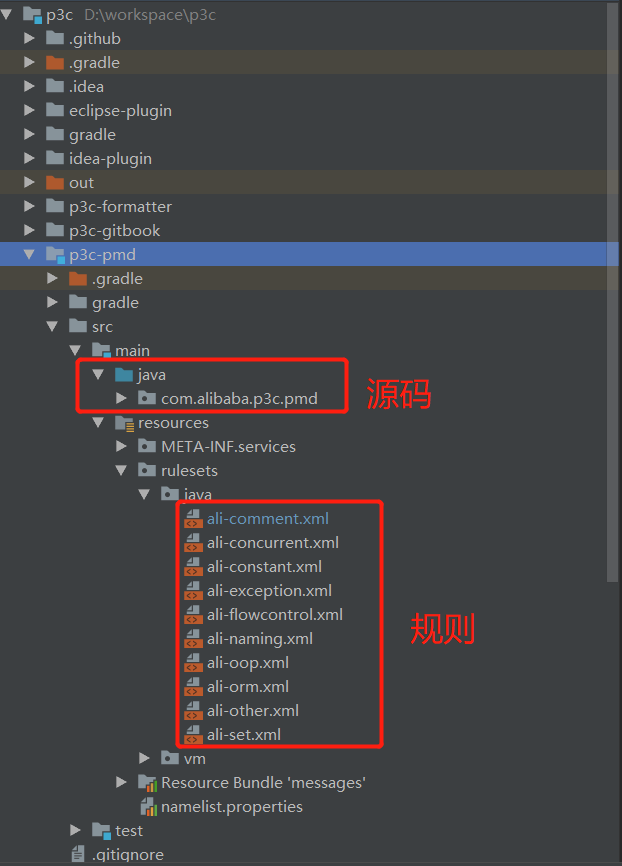 p3c D:\workspace\p3c
.github
.gradle
.idea
eclipse-plugin
gradle
idea-plugin
out
p3c-formatter
p3c-gitbook
p3c-pmd
.gradle
gradle
src
main
java
com.alibaba.p3c.pmd
源码
resources
META-INF.services
rulesets
java
ali-comment.xml
ali-concurrent.xml
ali-constant.xml
ali-exception.xml
ali-flowcontrol.xml
ali-naming.xml
规则
ali-oop.xml
ali-orm.xml
ali-other.xml
ali-set.xml
vm
Resource Bundle 'messages'
namelist.properties
test
.gitignore